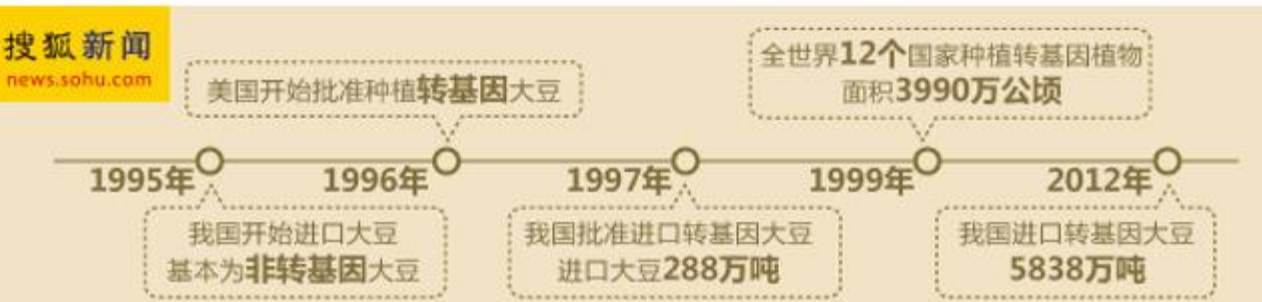 搜狐新闻
news.sohu.com
美国开始批准种植转基因大豆
全世界12个国家种植转基因植物
面积3990万公顷
1995年
1996年
1997年
1999年
2012年
我国开始进口大豆
基本为非转基因大豆
我国批准进口转基因大豆
进口大豆288万吨
我国进口转基因大豆
5838万吨